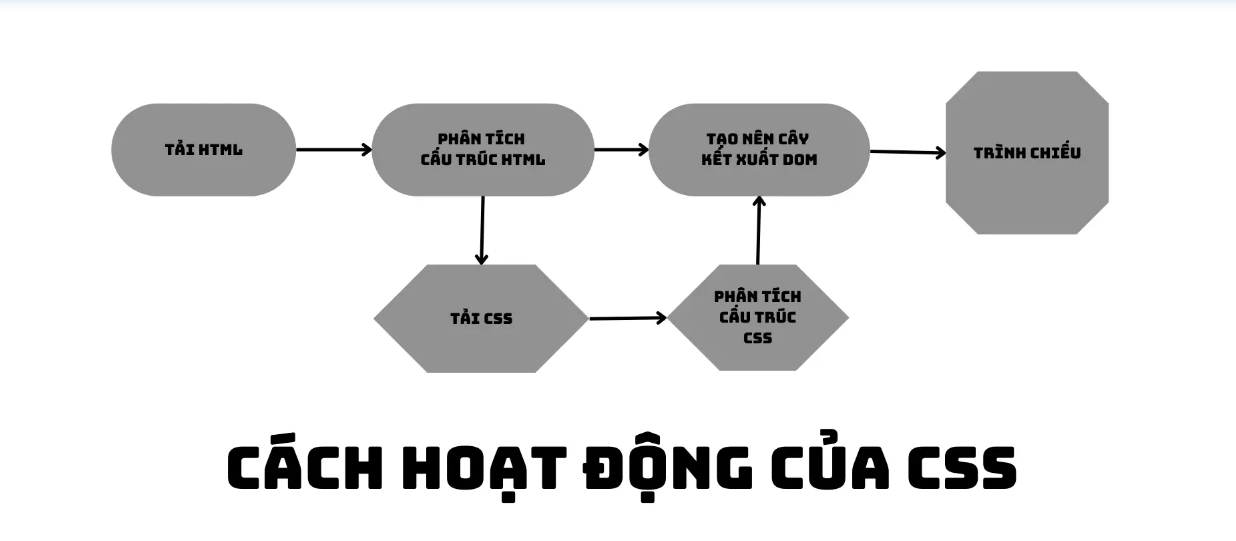 TẢI HTML
PHÂN TÍCH
CẤU TRÚC HTML
TẠO NÊN CÂY
KẾT XUẤT DOM
TRÌNH CHIẾU
TẢI CSS
PHÂN TÍCH
CẤU TRÚC
CSS
CÁCH HOẠT ĐỘNG CỦA CSS